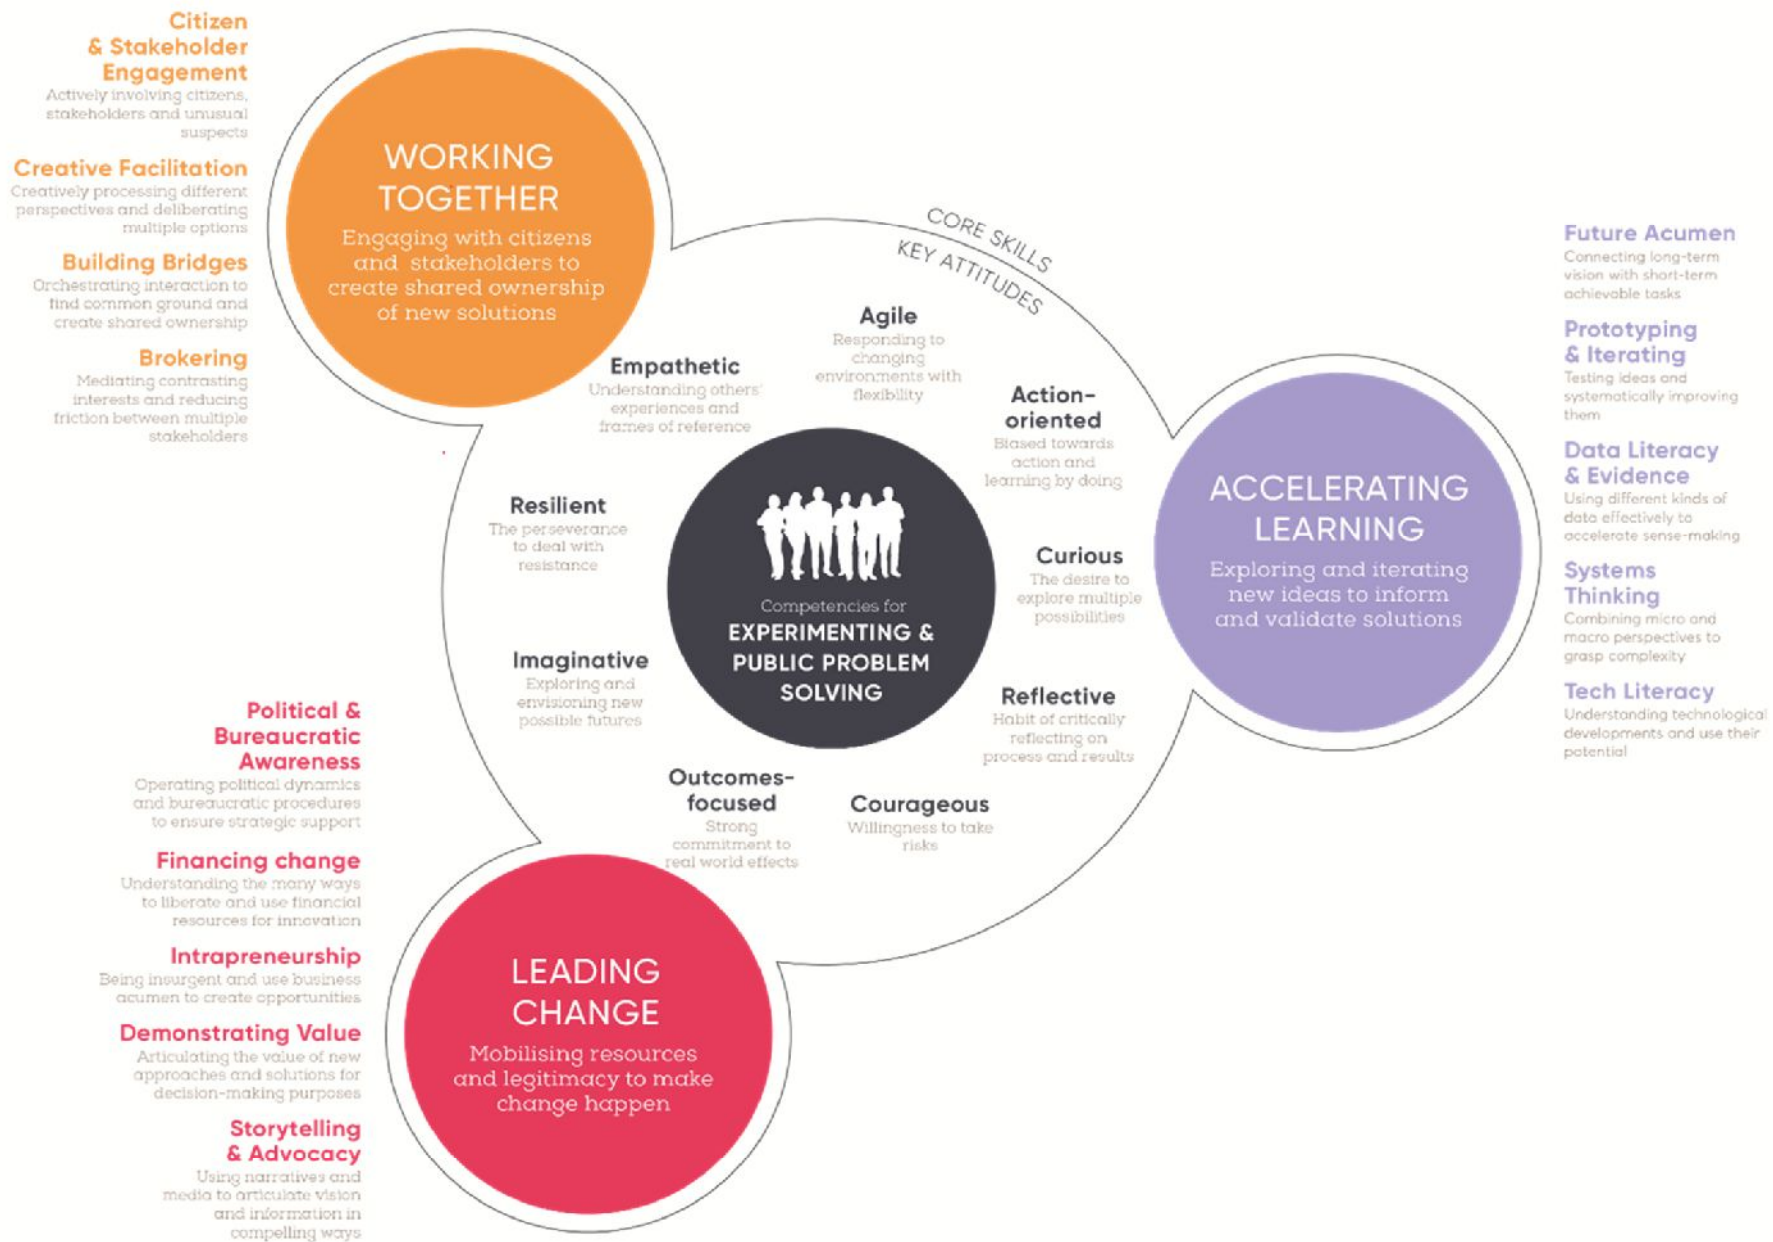 Citizen
& Stakeholder
Engagement
Actively involving citizens,
stakeholders and unusual
suspects
Creative Facilitation
Creatively processing different
perspectives and deliberating
multiple options
Building Bridges
Orchestrating interaction to
find common ground and
create shared ownership
Brokering
Mediating contrasting
interests and reducing
friction between multiple
stakeholders
WORKING
TOGETHER
Engaging with citizens
and stakeholders to
create shared ownership
of new solutions
CORE SKILLS
KEY ATTITUDES
Empathetic
Understanding others'
experiences and
frames of reference
Agile
Responding to
changing
environments with
flexibility
Action-
oriented
Biased towards
action and
learning by doing
Resilient
The perseverance
to deal with
resistance
Curious
The desire to
explore multiple
possibilities
Imaginative
Exploring and
envisioning new
possible futures
Reflective
Habit of critically
reflecting on
process and results
Outcomes-
focused
Strong
commitment to
real world effects
Courageous
Willingness to take
risks
Competencies for
EXPERIMENTING &
PUBLIC PROBLEM
SOLVING
ACCELERATING
LEARNING
Exploring and iterating
new ideas to inform
and validate solutions
Future Acumen
Connecting long-term
vision with short-term
achievable tasks
Prototyping
& Iterating
Testing ideas and
systematically improving
them
Data Literacy
& Evidence
Using different kinds of
data effectively to
accelerate sense-making
Systems
Thinking
Combining micro and
macro perspectives to
grasp complexity
Tech Literacy
Understanding technological
developments and use their
potential
Political &
Bureaucratic
Awareness
Operating political dynamics
and bureaucratic procedures
to ensure strategic support
Financing change
Understanding the many ways
to liberate and use financial
resources for innovation
Intrapreneurship
Being insurgent and use business
acumen to create opportunities
Demonstrating Value
Articulating the value of new
approaches and solutions for
decision-making purposes
Storytelling
& Advocacy
Using narratives and
media to articulate vision
and information in
compelling ways
LEADING
CHANGE
Mobilising resources
and legitimacy to make
change happen